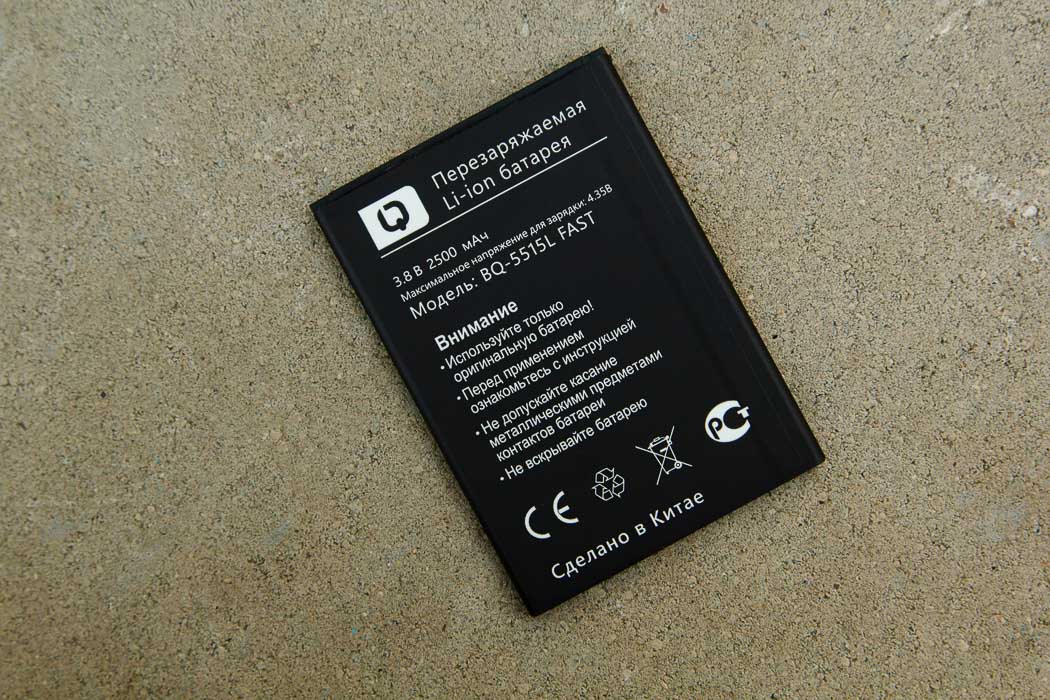 Перезаряжаемая
Li-ion батарея
3.8 В 2500 мАч
Максимальное напряжение для зарядки: 4.35В
Модель: BQ-5515L FAST
Внимание
•Используйте только
оригинальную батарею!
•Перед применением
ознакомьтесь с инструкцией
•Не допускайте касание
металлическими предметами
контактов батареи
•Не вскрывайте батарею
CE
РСТ
Сделано в Китае